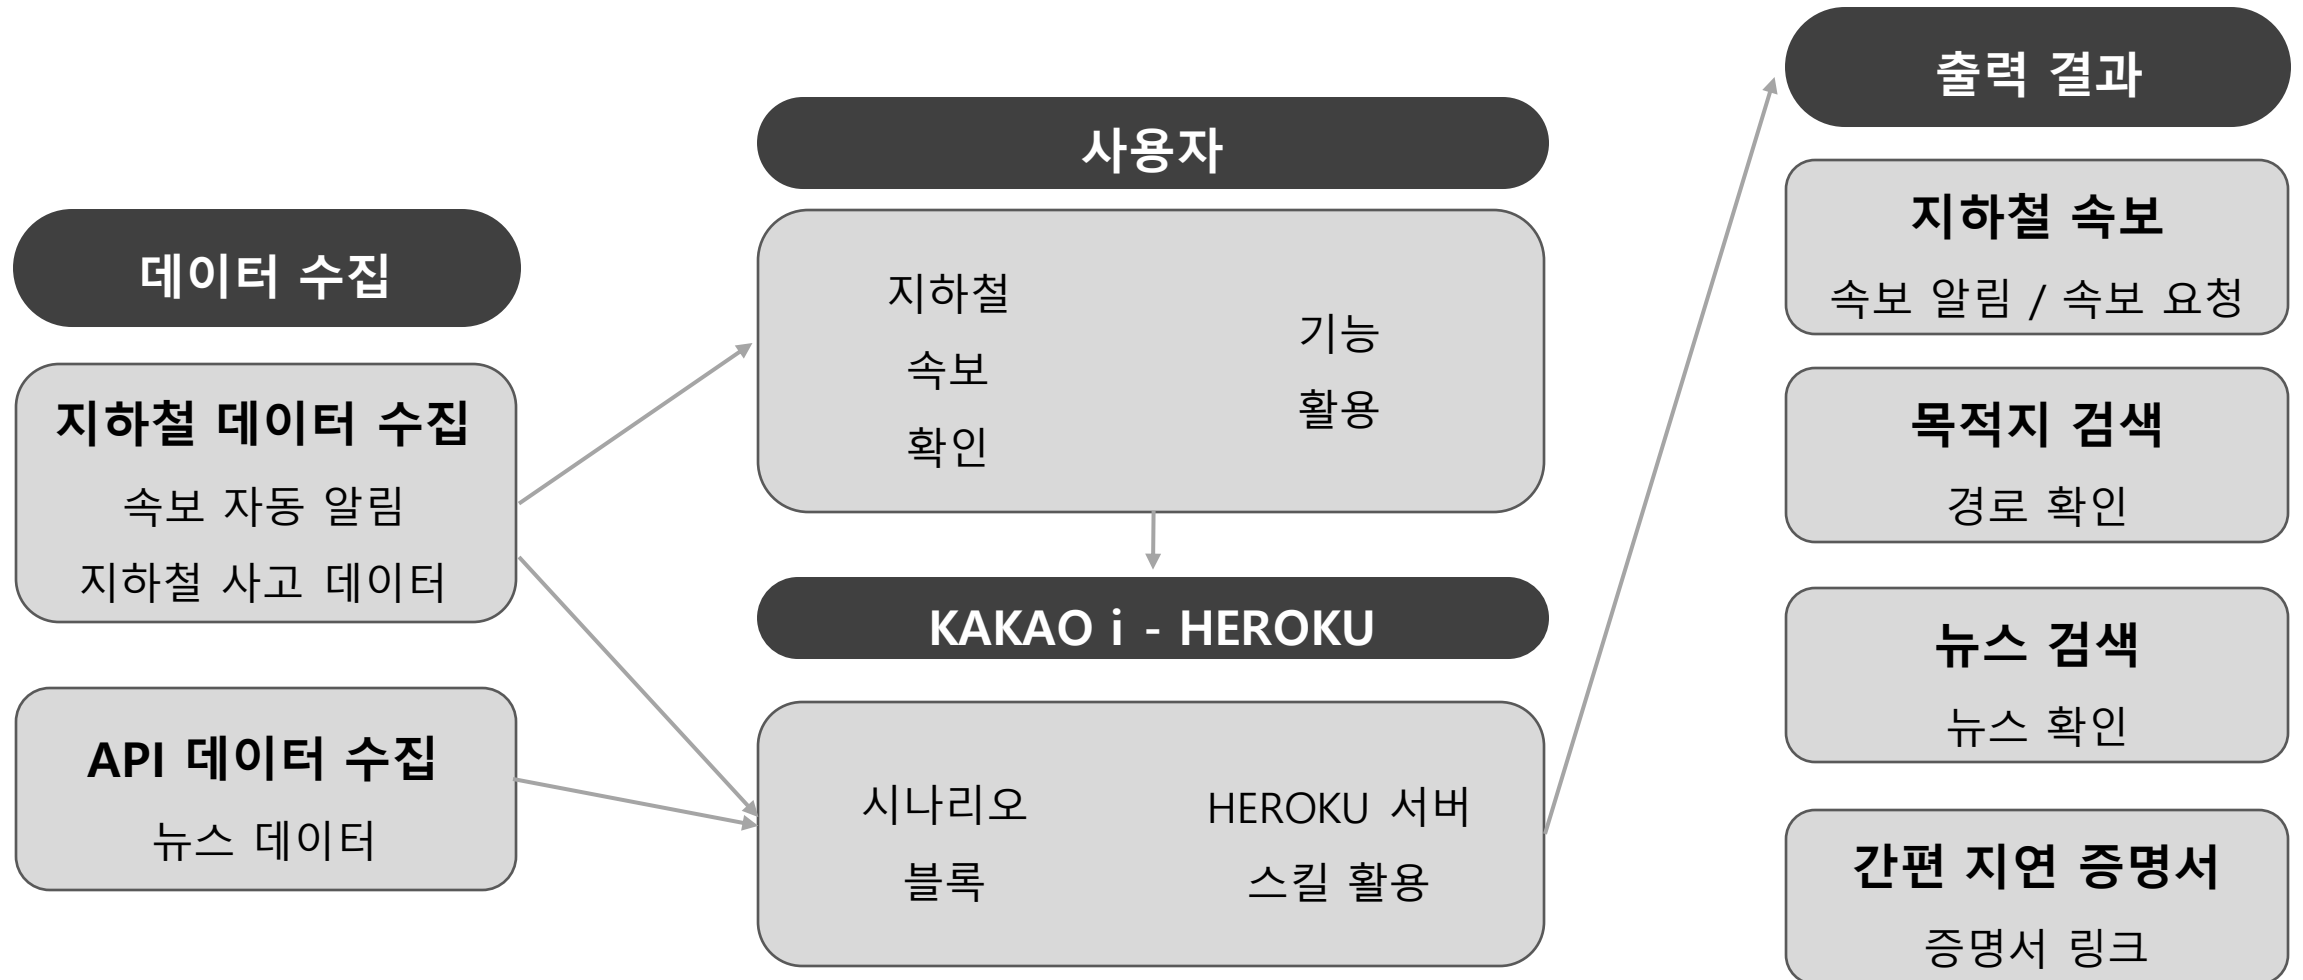 데이터 수집
지하철 데이터 수집
속보 자동 알림
지하철 사고 데이터
API 데이터 수집
뉴스 데이터
사용자
지하철
속보
확인
기능
활용
KAKAO i - HEROKU
시나리오
블록
HEROKU 서버
스킬 활용
출력 결과
지하철 속보
속보 알림 / 속보 요청
목적지 검색
경로 확인
뉴스 검색
뉴스 확인
간편 지연 증명서
증명서 링크